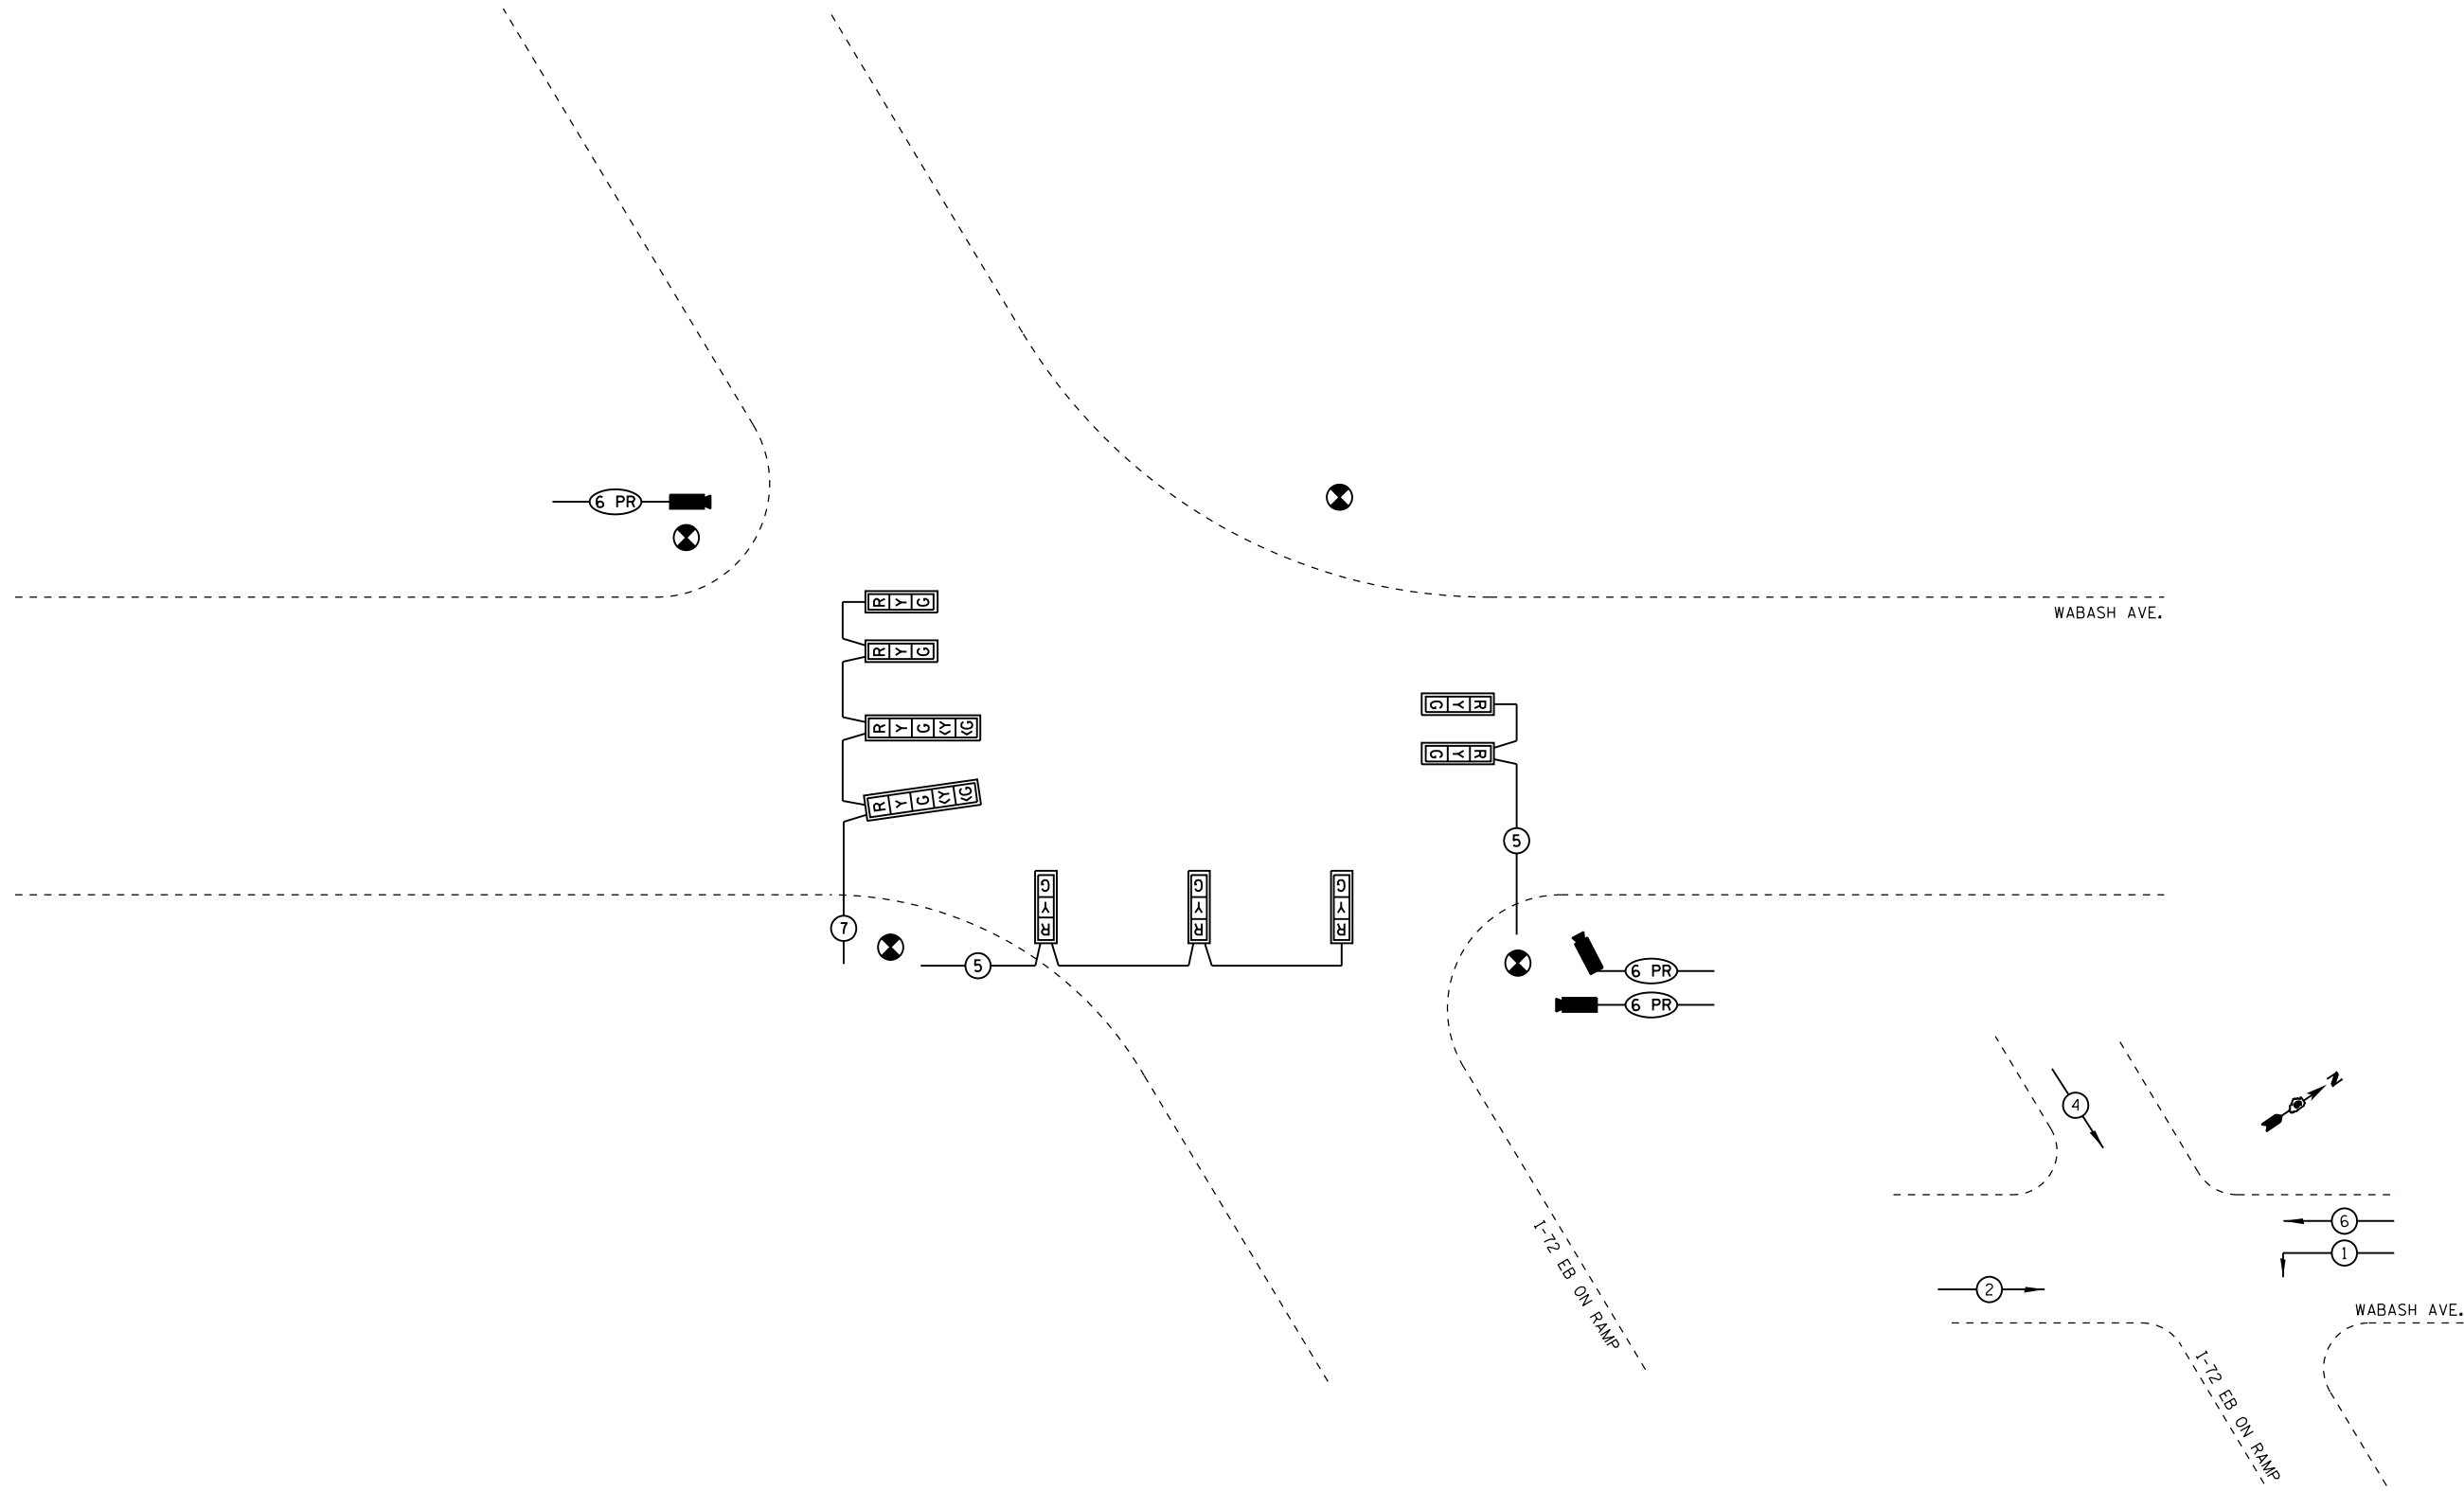 6 PR
R Y G
WABASH AVE.
R Y G
G Y R
R Y G <Y <G
G Y R
R Y G <Y <G
5
G Y R
G Y R
G Y R
7
5
6 PR
6 PR
N
4
6
I-72 EB ON RAMP
1
2
WABASH AVE.
I-72 EB ON RAMP